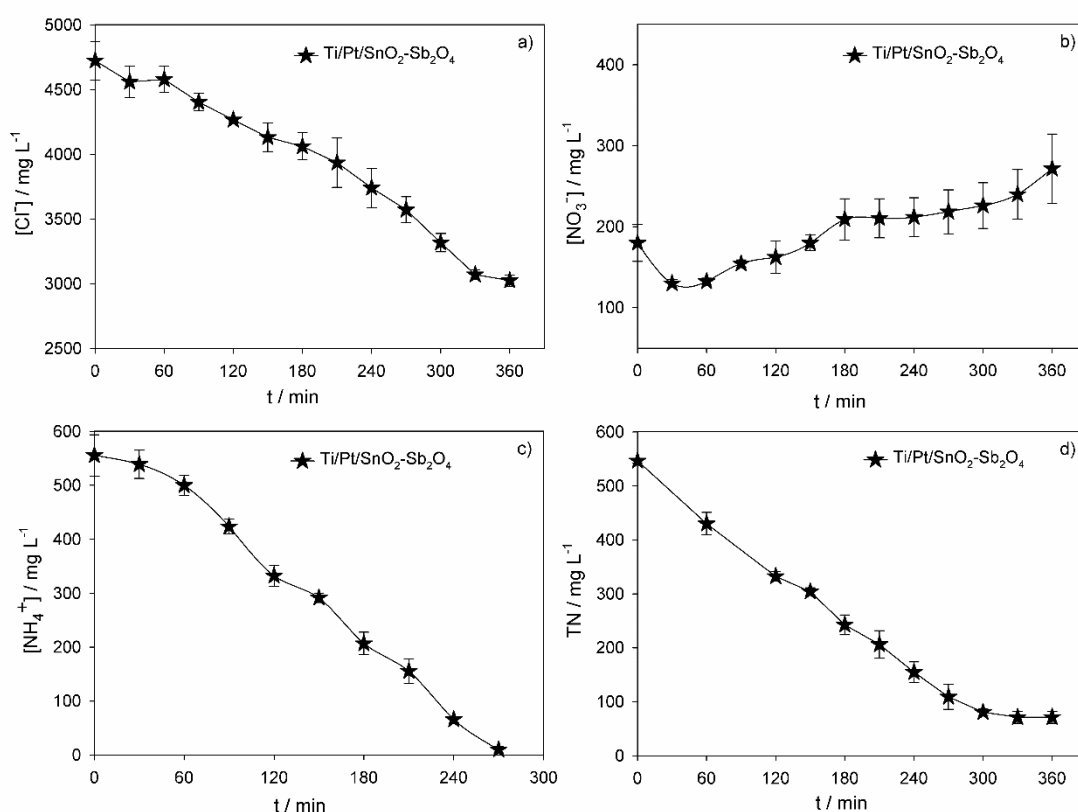 5000
4500
4000
3500
3000
2500
[Cl⁻] / mg L⁻¹
Ti/Pt/SnO₂-Sb₂O₄
a)
0 60 120 180 240 300 360
t / min
400
300
200
100
[NO₃⁻] / mg L⁻¹
Ti/Pt/SnO₂-Sb₂O₄
b)
0 60 120 180 240 300 360
t / min
600
500
400
300
200
100
0
[NH₄⁺] / mg L⁻¹
Ti/Pt/SnO₂-Sb₂O₄
c)
0 60 120 180 240 300
t / min
600
500
400
300
200
100
0
TN / mg L⁻¹
Ti/Pt/SnO₂-Sb₂O₄
d)
0 60 120 180 240 300 360
t / min